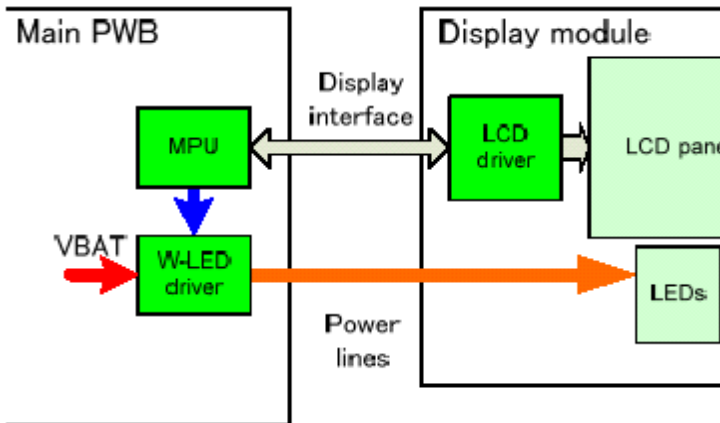 Main PWB
Display module
Display
interface
MPU
LCD
driver
LCD pane
VBAT
W-LED
driver
LEDs
Power
lines